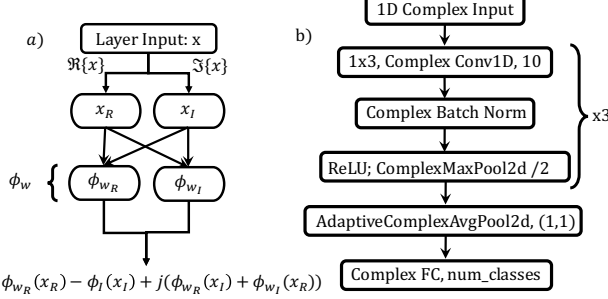 a)
Layer Input: x
ℜ{x}
ℑ{x}
x_R
x_I
ϕ_w {
ϕ_{w_R}
ϕ_{w_I}
ϕ_{w_R}(x_R) − ϕ_I(x_I) + j(ϕ_{w_R}(x_I) + ϕ_{w_I}(x_R))
b)
1D Complex Input
1x3, Complex Conv1D, 10
Complex Batch Norm
ReLU; ComplexMaxPool2d /2
x3
AdaptiveComplexAvgPool2d, (1,1)
Complex FC, num_classes